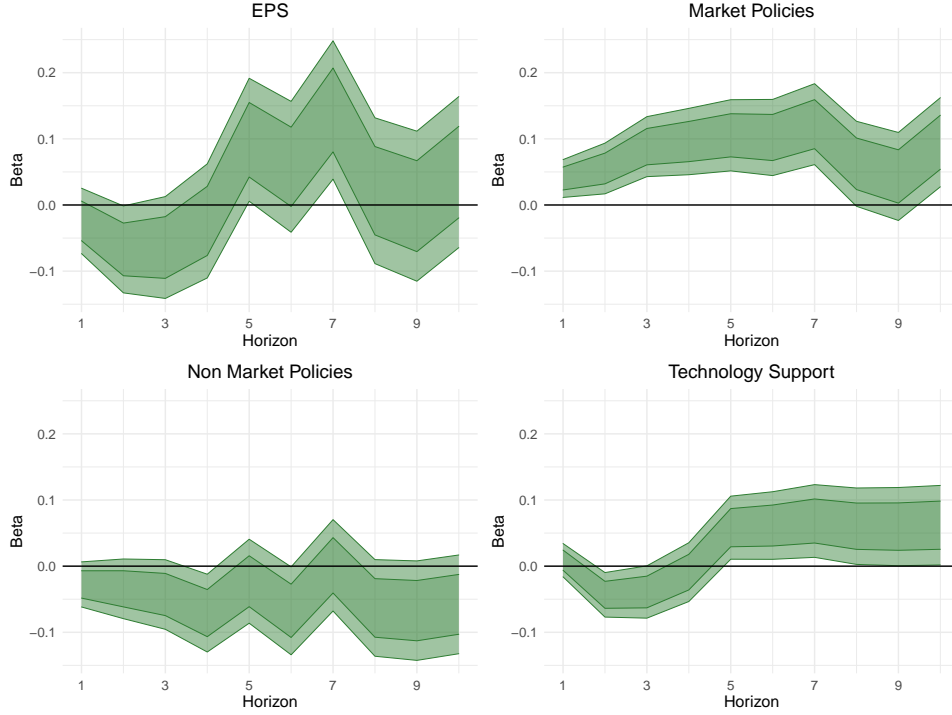 EPS
Beta
0.2
0.1
0.0
−0.1
1 3 5 7 9
Horizon
Market Policies
Beta
0.2
0.1
0.0
−0.1
1 3 5 7 9
Horizon
Non Market Policies
Beta
0.2
0.1
0.0
−0.1
1 3 5 7 9
Horizon
Technology Support
Beta
0.2
0.1
0.0
−0.1
1 3 5 7 9
Horizon